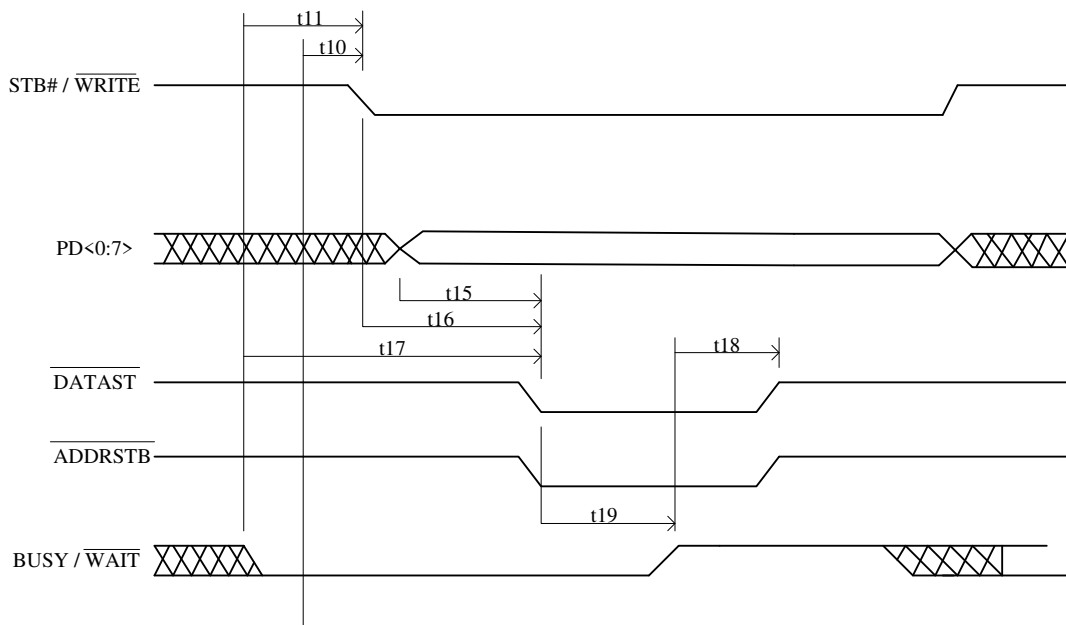 t11
t10
STB# / WRITE
PD<0:7>
t15
t16
t17
t18
DATAST
ADDRSTB
t19
BUSY / WAIT